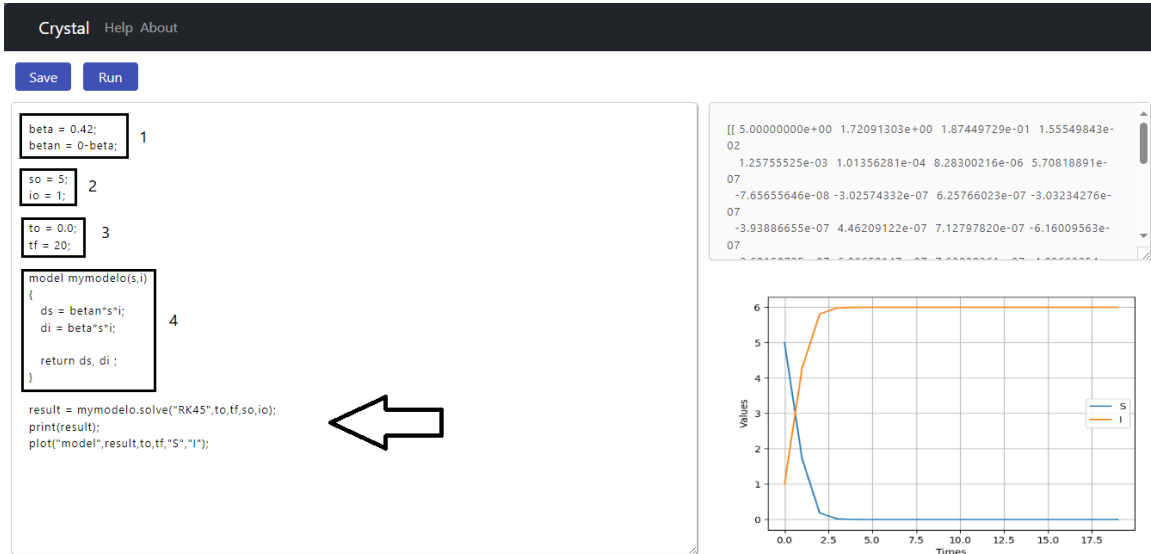 Crystal Help About
Save Run
beta = 0.42;
betan = 0-beta;
1
so = 5;
io = 1;
2
to = 0.0;
tf = 20;
3
model mymodelo(s,i)
{
ds = betan*s*i;
di = beta*s*i;
return ds, di ;
}
4
result = mymodelo.solve("RK45",to,tf,so,io);
print(result);
plot("model",result,to,tf,"S","I");
[[ 5.00000000e+00 1.72091303e+00 1.87449729e-01 1.55549843e-
02
1.25755525e-03 1.01356281e-04 8.28300216e-06 5.70818891e-
07
-7.65655646e-08 -3.02574332e-07 6.25766023e-07 -3.03234276e-
07
-3.93886655e-07 4.46209122e-07 7.12797820e-07 -6.16009563e-
07
6
5
4
3
2
1
0
Values
S
I
0.0 2.5 5.0 7.5 10.0 12.5 15.0 17.5
Times